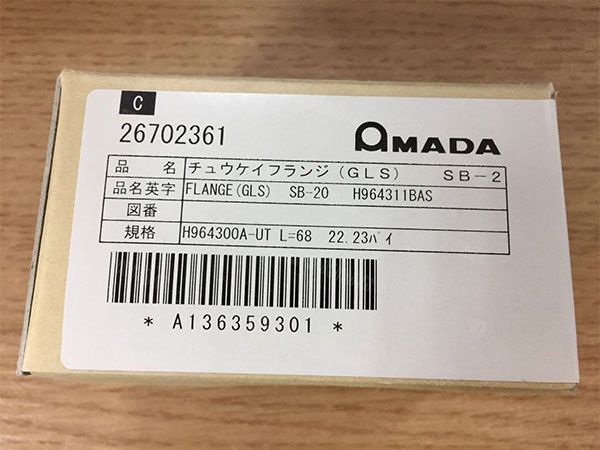 C
26702361
AMADA
品名 チュウケイフランジ(GLS) SB-2
品名英字 FLANGE(GLS) SB-20 H964311BAS
図番
規格 H964300A-UT L=68 22.23パイ
* A136359301 *